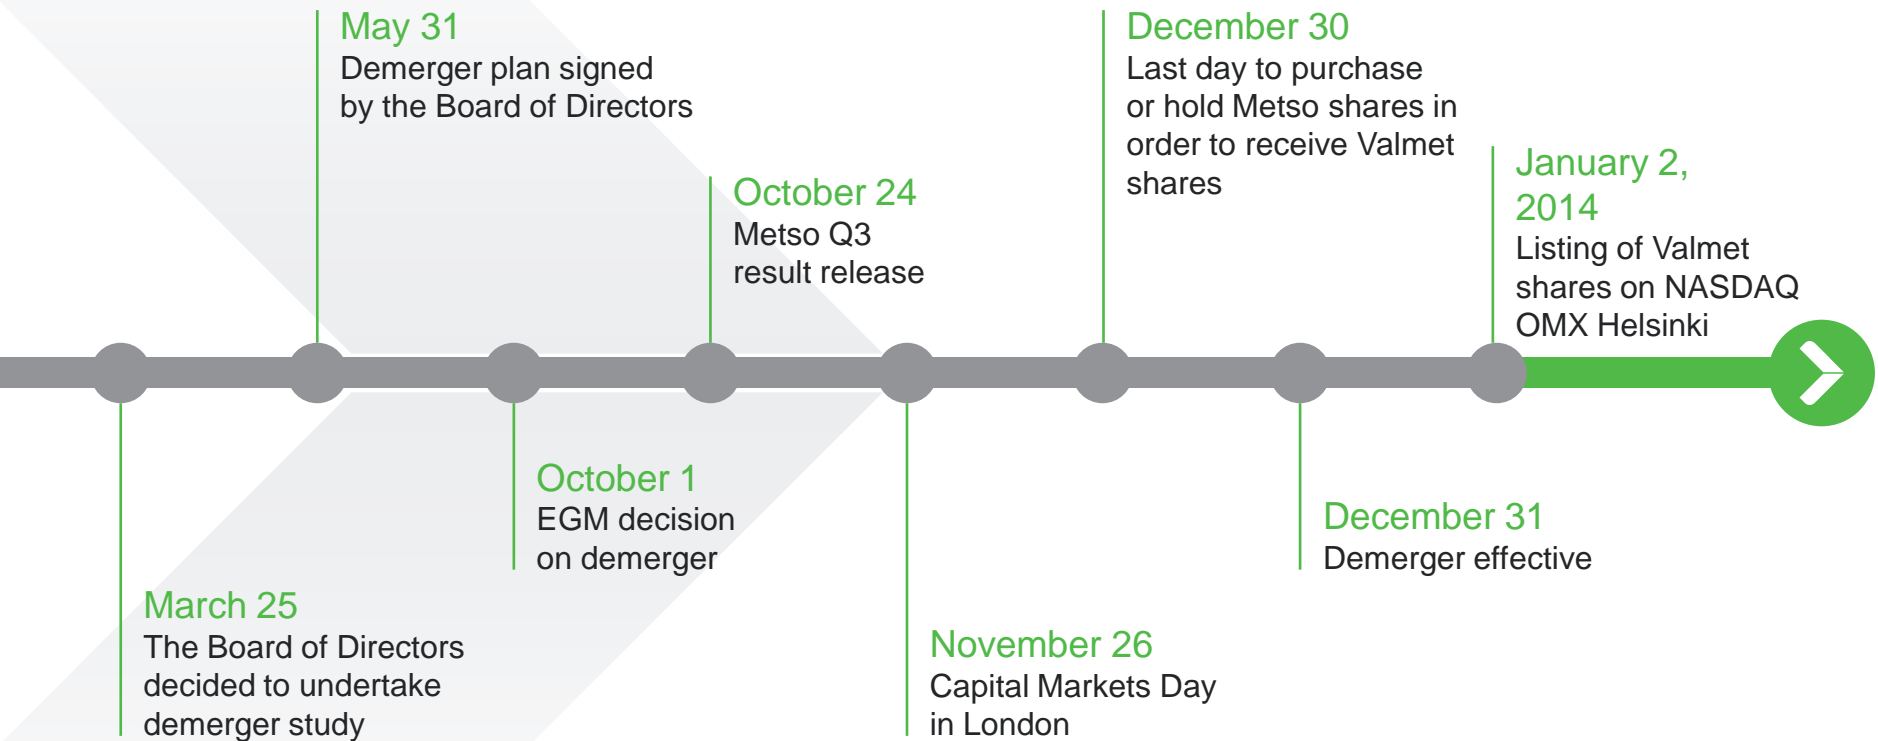 May 31
Demerger plan signed
by the Board of Directors
December 30
Last day to purchase
or hold Metso shares in
order to receive Valmet
shares
October 24
Metso Q3
result release
January 2,
2014
Listing of Valmet
shares on NASDAQ
OMX Helsinki
October 1
EGM decision
on demerger
December 31
Demerger effective
March 25
The Board of Directors
decided to undertake
demerger study
November 26
Capital Markets Day
in London